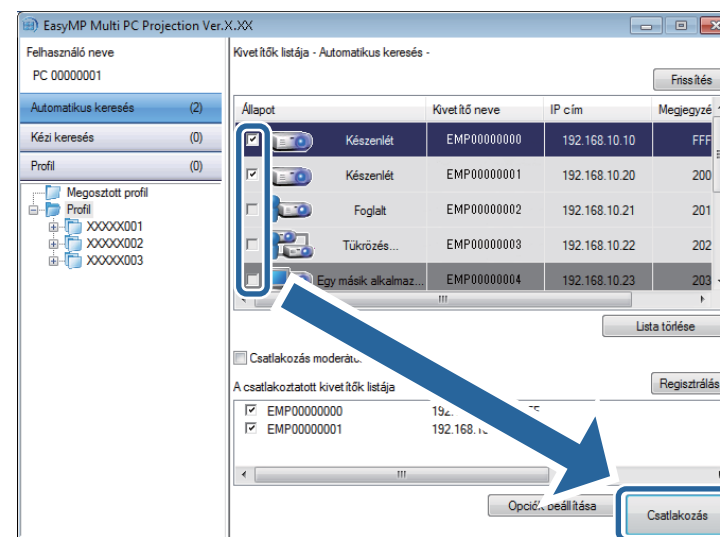 EasyMP Multi PC Projection Ver.X.XX
Felhasználó neve
PC 00000001
Automatikus keresés (2)
Kézi keresés (0)
Profil (0)
Megosztott profil
Profil
XXXXX001
XXXXX002
XXXXX003
Kivetítők listája - Automatikus keresés -
Frissítés
Állapot Kivetítő neve IP cím Megjegyzé
Készenlét EMP00000000 192.168.10.10 FFF
Készenlét EMP00000001 192.168.10.20 200
Foglalt EMP00000002 192.168.10.21 201
Tükrözés... EMP00000003 192.168.10.22 202
Egy másik alkalmaz... EMP00000004 192.168.10.23 203
Lista törlése
Csatlakozás
A csatlakoztatott kivetítők listája
Regisztrálás
EMP00000000 192.
EMP00000001 192.168.
Opciók beállítása
Csatlakozás